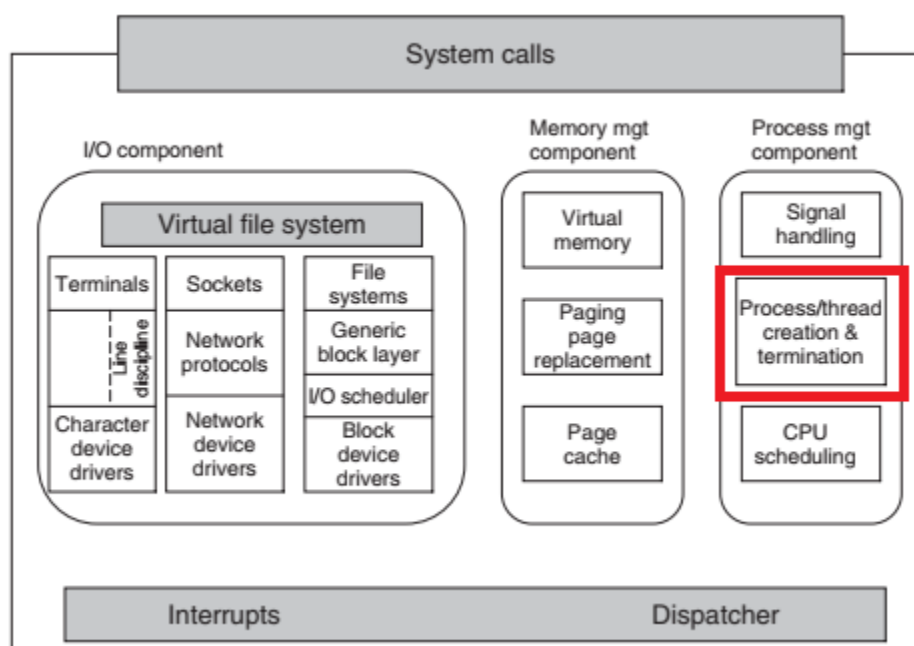 System calls
I/O component
Memory mgt
component
Process mgt
component
Virtual file system
Terminals
Line
discipline
Character
device
drivers
Sockets
Network
protocols
Network
device
drivers
File
systems
Generic
block layer
I/O scheduler
Block
device
drivers
Virtual
memory
Paging
page
replacement
Page
cache
Signal
handling
Process/thread
creation &
termination
CPU
scheduling
Interrupts
Dispatcher